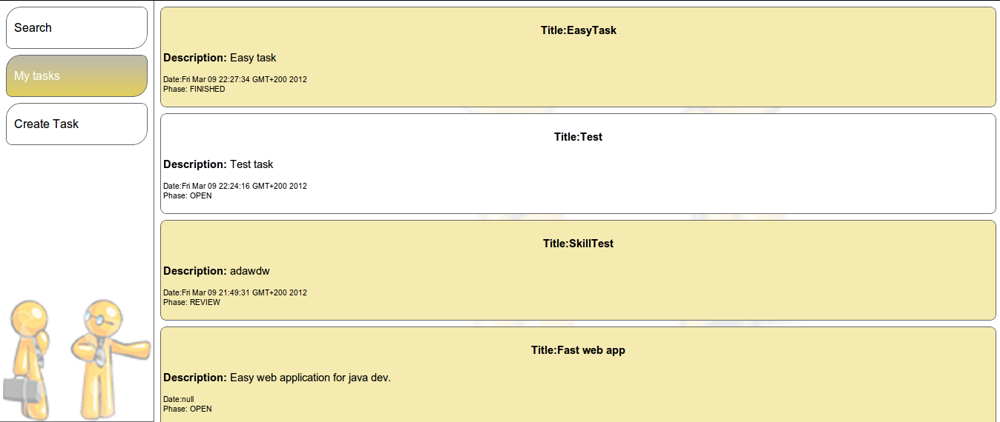 Search
My tasks
Create Task
Title:EasyTask
Description: Easy task
Date:Fri Mar 09 22:27:34 GMT+200 2012
Phase: FINISHED
Title:Test
Description: Test task
Date:Fri Mar 09 22:24:16 GMT+200 2012
Phase: OPEN
Title:SkillTest
Description: adawdw
Date:Fri Mar 09 21:49:31 GMT+200 2012
Phase: REVIEW
Title:Fast web app
Description: Easy web application for java dev.
Date:null
Phase: OPEN